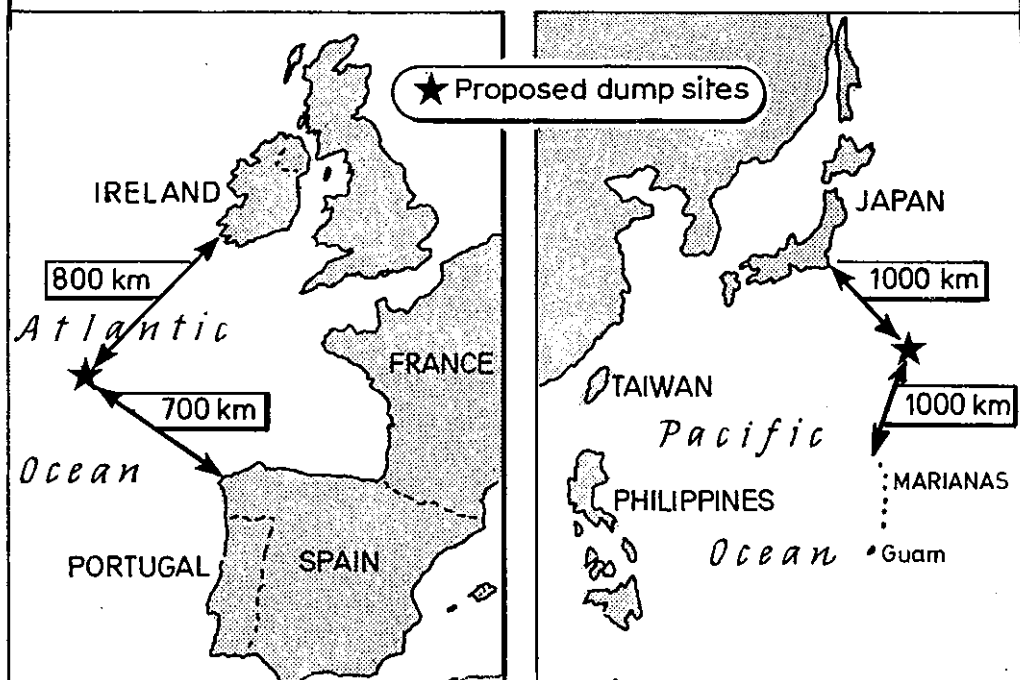 ★ Proposed dump sites
IRELAND
800 km
Atlantic
FRANCE
700 km
Ocean
PORTUGAL
SPAIN
JAPAN
1000 km
TAIWAN
1000 km
Pacific
MARIANAS
PHILIPPINES
Ocean
Guam